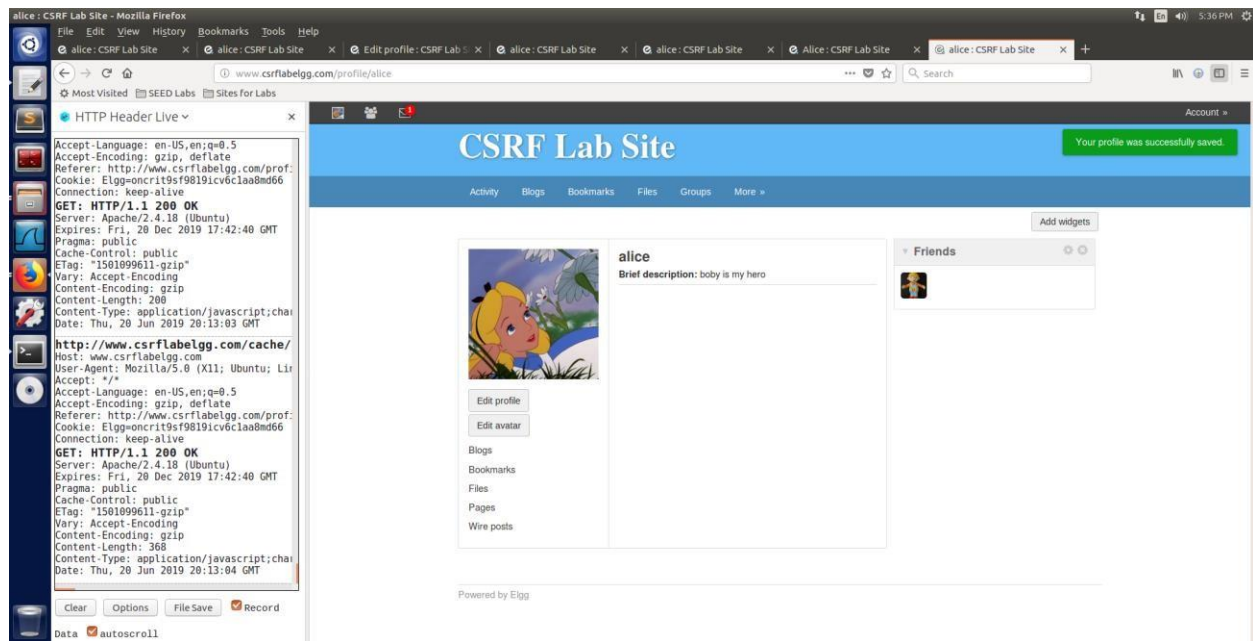 alice : CSRF Lab Site - Mozilla Firefox
En 5:36 PM
File Edit View History Bookmarks Tools Help
alice : CSRF Lab Site × alice : CSRF Lab Site × Edit profile : CSRF Lab S × alice : CSRF Lab Site × alice : CSRF Lab Site × Alice : CSRF Lab Site × alice : CSRF Lab Site × +
www.csrflabelgg.com/profile/alice
Search
Most Visited SEED Labs Sites for Labs
HTTP Header Live ×
Accept-Language: en-US,en;q=0.5
Accept-Encoding: gzip, deflate
Referer: http://www.csrflabelgg.com/prof
Cookie: Elgg=oncrit9sf9819icv6c1aa8md66
Connection: keep-alive
GET: HTTP/1.1 200 OK
Server: Apache/2.4.18 (Ubuntu)
Expires: Fri, 20 Dec 2019 17:42:40 GMT
Pragma: public
Cache-Control: public
ETag: "1501099611-gzip"
Vary: Accept-Encoding
Content-Encoding: gzip
Content-Length: 200
Content-Type: application/javascript;cha
Date: Thu, 20 Jun 2019 20:13:03 GMT
http://www.csrflabelgg.com/cache/
Host: www.csrflabelgg.com
User-Agent: Mozilla/5.0 (X11; Ubuntu; Li
Accept: */*
Accept-Language: en-US,en;q=0.5
Accept-Encoding: gzip, deflate
Referer: http://www.csrflabelgg.com/prof
Cookie: Elgg=oncrit9sf9819icv6c1aa8md66
Connection: keep-alive
GET: HTTP/1.1 200 OK
Server: Apache/2.4.18 (Ubuntu)
Expires: Fri, 20 Dec 2019 17:42:40 GMT
Pragma: public
Cache-Control: public
ETag: "1501099611-gzip"
Vary: Accept-Encoding
Content-Encoding: gzip
Content-Length: 368
Content-Type: application/javascript;cha
Date: Thu, 20 Jun 2019 20:13:04 GMT
Clear Options File Save Record
Data autoscroll
1
Account »
CSRF Lab Site
Your profile was successfully saved.
Activity Blogs Bookmarks Files Groups More »
Add widgets
alice
Brief description: boby is my hero
Edit profile
Edit avatar
Blogs
Bookmarks
Files
Pages
Wire posts
Friends
Powered by Elgg